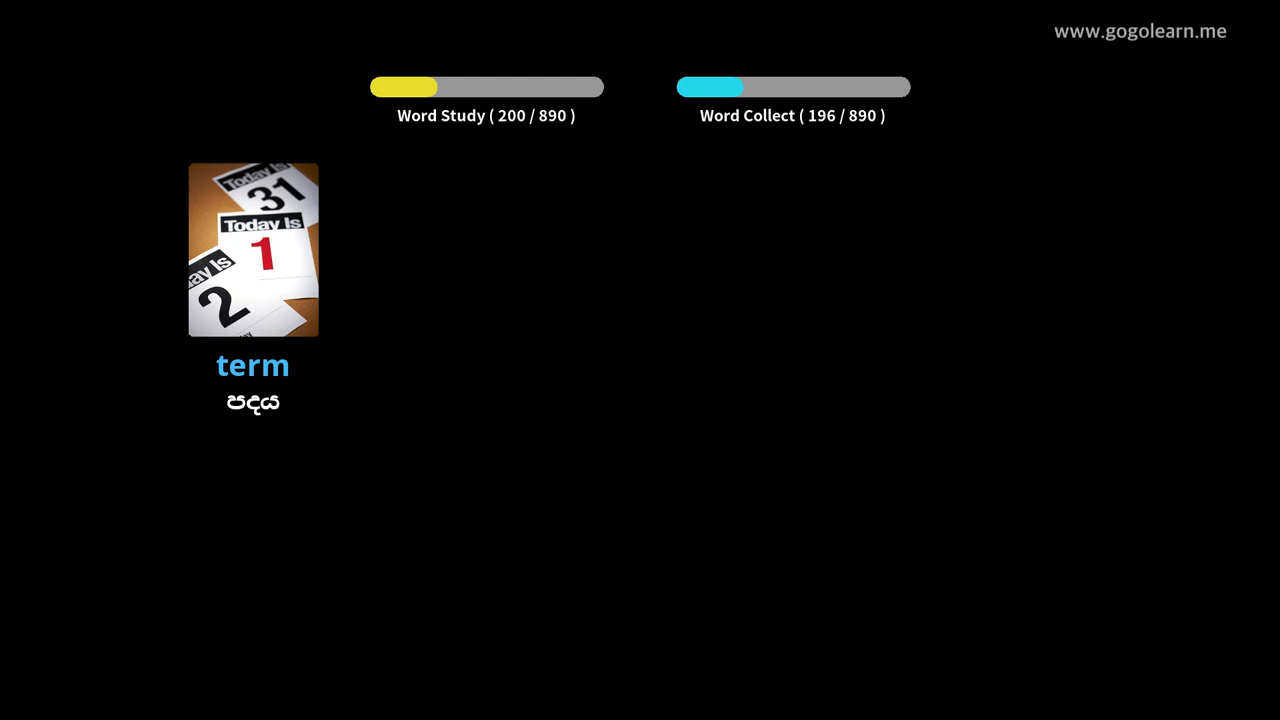 www.gogolearn.me
Word Study ( 200 / 890 )
Word Collect ( 196 / 890 )
Today Is
31
Today Is
1
ay Is
2
term
පදය